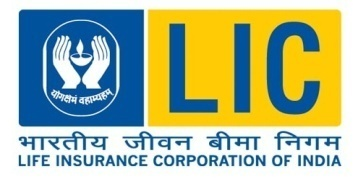 योगक्षेमं वहाम्यहम्
LIC
भारतीय जीवन बीमा निगम
LIFE INSURANCE CORPORATION OF INDIA